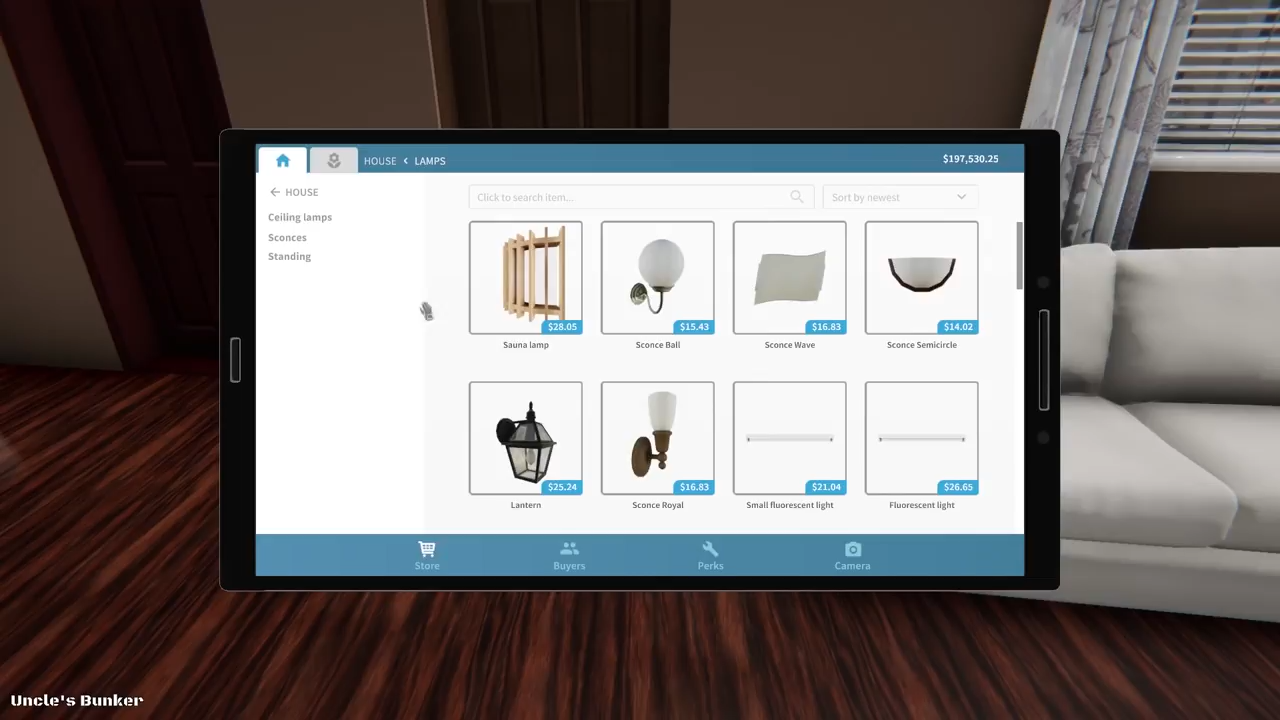 HOUSE < LAMPS
$197,530.25
← HOUSE
Ceiling lamps
Sconces
Standing
Click to search item...
Sort by newest
$28.05
$15.43
$16.83
$14.02
Sauna lamp
Sconce Ball
Sconce Wave
Sconce Semicircle
$25.24
$16.83
$21.04
$26.65
Lantern
Sconce Royal
Small fluorescent light
Fluorescent light
Store
Buyers
Perks
Camera
Uncle's Bunker